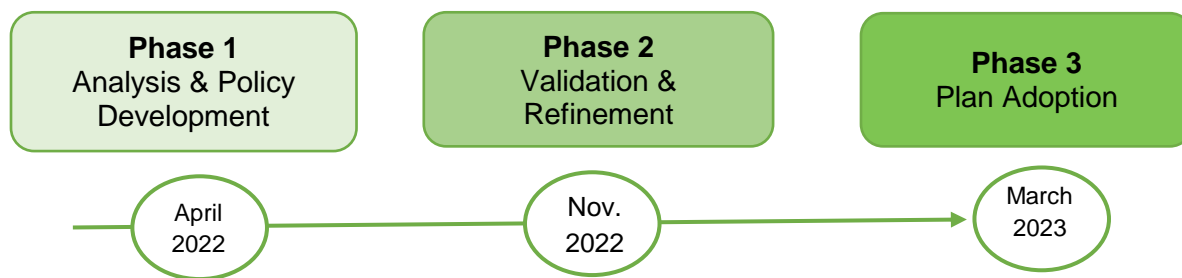 Phase 1
Analysis & Policy
Development
Phase 2
Validation &
Refinement
Phase 3
Plan Adoption
April
2022
Nov.
2022
March
2023